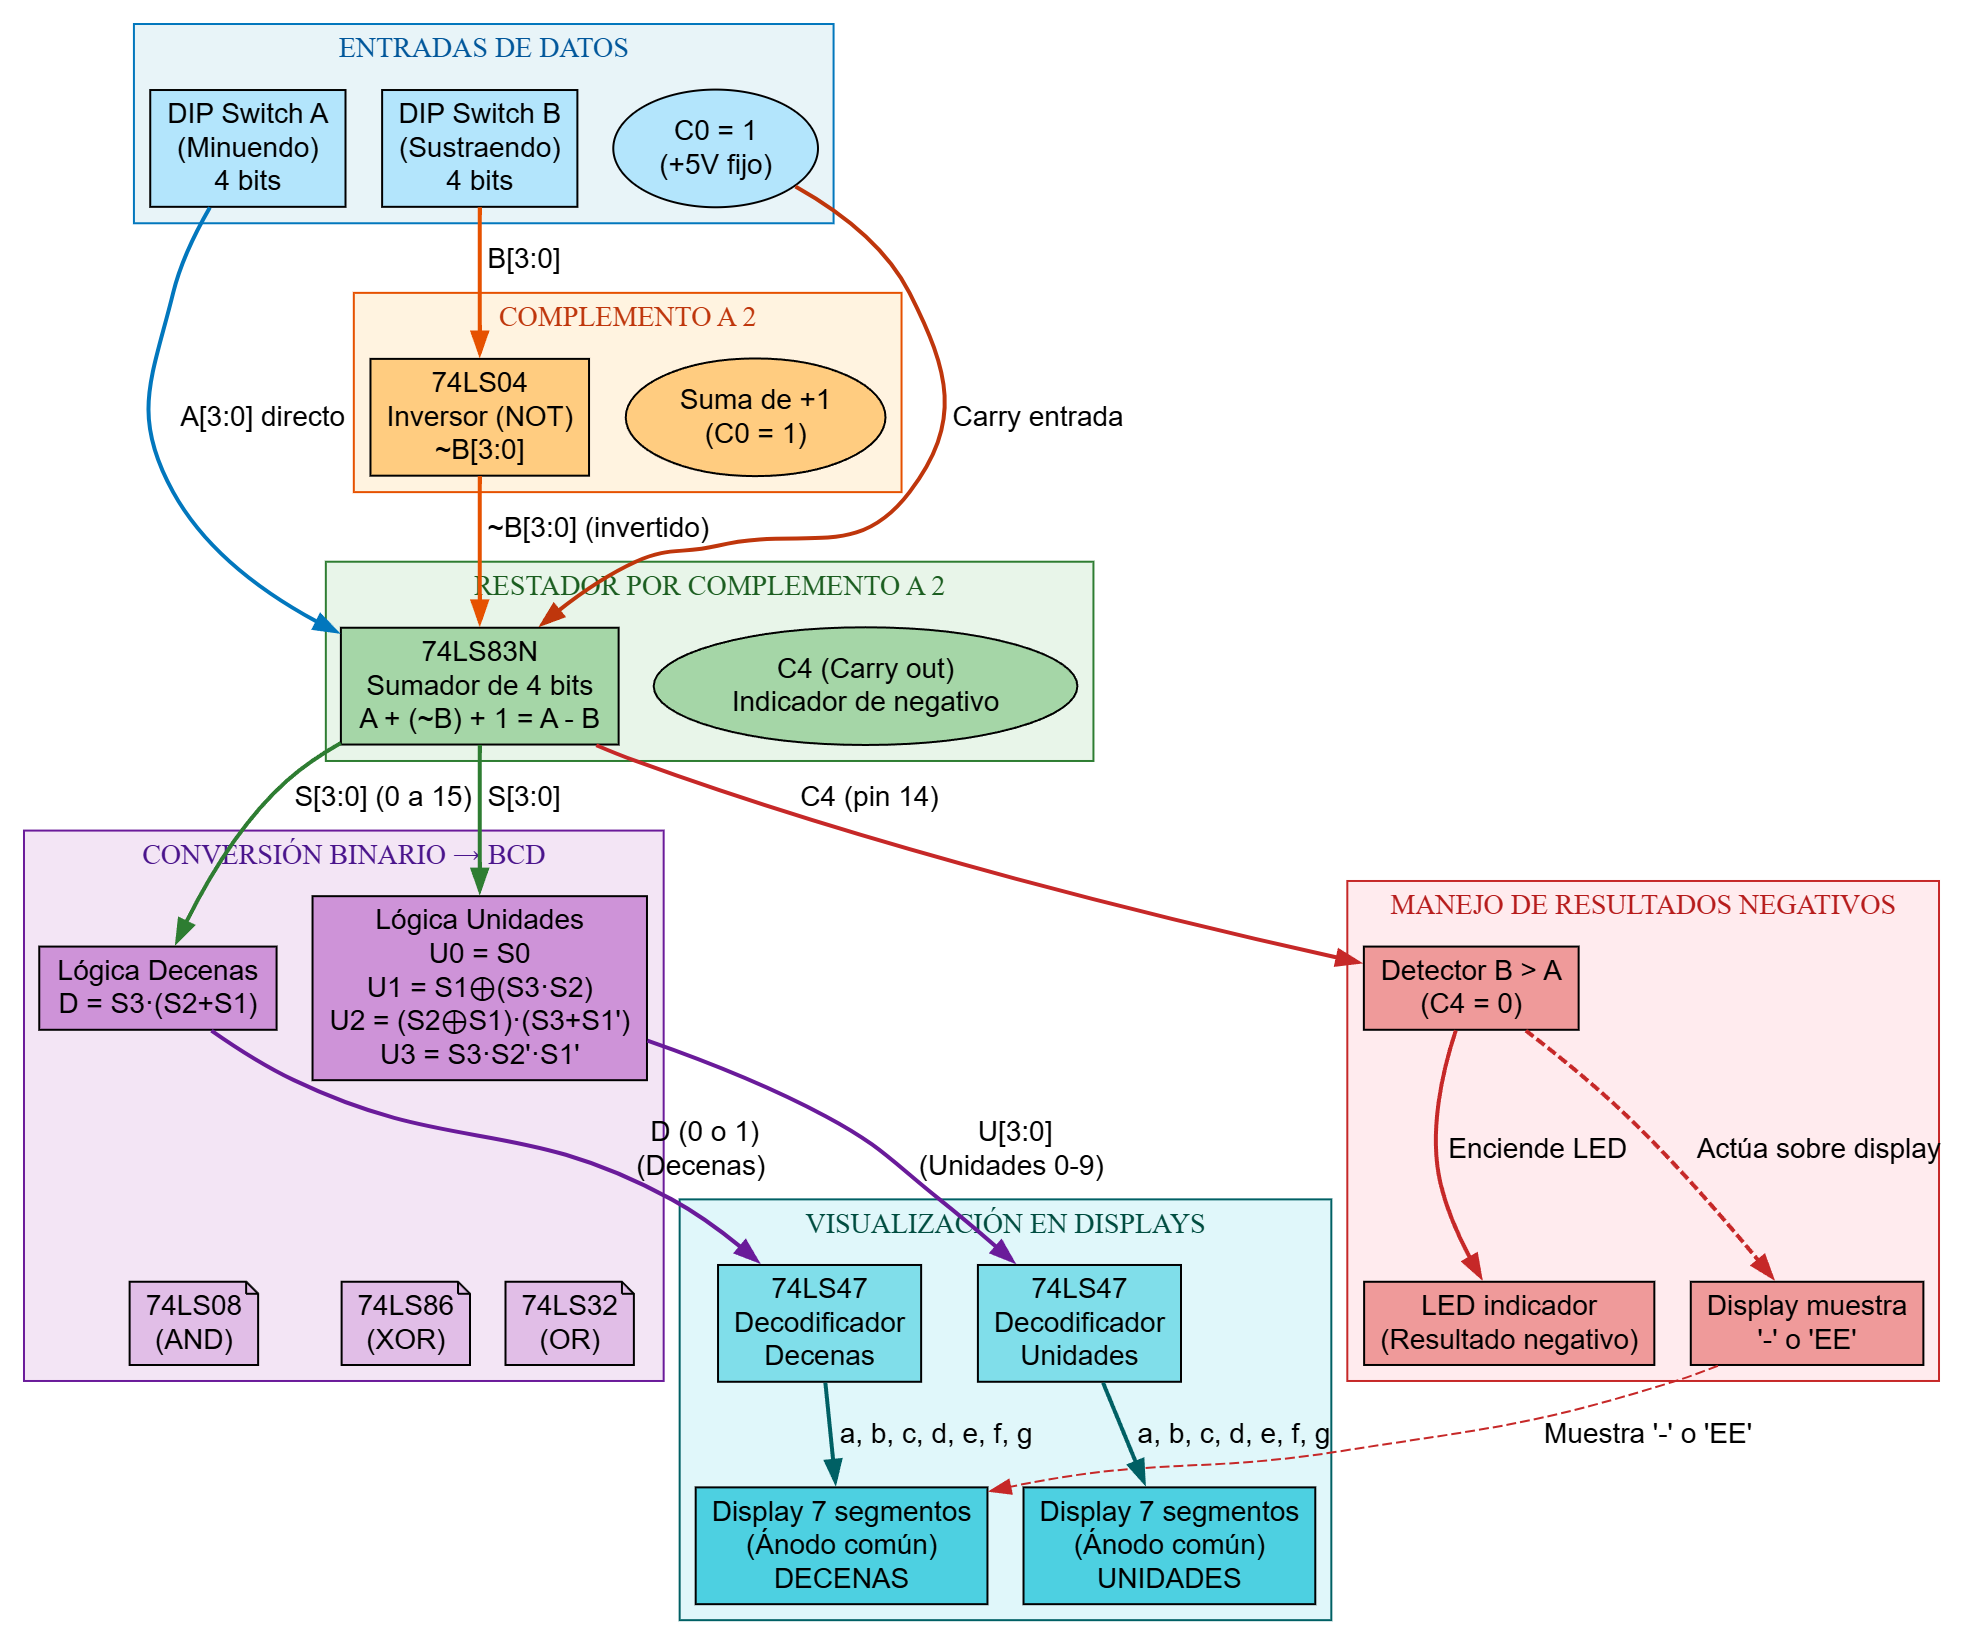 ENTRADAS DE DATOS
DIP Switch A
(Minuendo)
4 bits
DIP Switch B
(Sustraendo)
4 bits
C0 = 1
(+5V fijo)
B[3:0]
COMPLEMENTO A 2
74LS04
Inversor (NOT)
~B[3:0]
Suma de +1
(C0 = 1)
A[3:0] directo
Carry entrada
~B[3:0] (invertido)
RESTADOR POR COMPLEMENTO A 2
74LS83N
Sumador de 4 bits
A + (~B) + 1 = A - B
C4 (Carry out)
Indicador de negativo
S[3:0] (0 a 15)
S[3:0]
C4 (pin 14)
CONVERSIÓN BINARIO → BCD
Lógica Decenas
D = S3·(S2+S1)
Lógica Unidades
U0 = S0
U1 = S1⊕(S3·S2)
U2 = (S2⊕S1)·(S3+S1')
U3 = S3·S2'·S1'
MANEJO DE RESULTADOS NEGATIVOS
Detector B > A
(C4 = 0)
D (0 o 1)
(Decenas)
U[3:0]
(Unidades 0-9)
Enciende LED
Actúa sobre display
74LS08
(AND)
74LS86
(XOR)
74LS32
(OR)
VISUALIZACIÓN EN DISPLAYS
74LS47
Decodificador
Decenas
74LS47
Decodificador
Unidades
LED indicador
(Resultado negativo)
Display muestra
'-' o 'EE'
a, b, c, d, e, f, g
a, b, c, d, e, f, g
Muestra '-' o 'EE'
Display 7 segmentos
(Ánodo común)
DECENAS
Display 7 segmentos
(Ánodo común)
UNIDADES